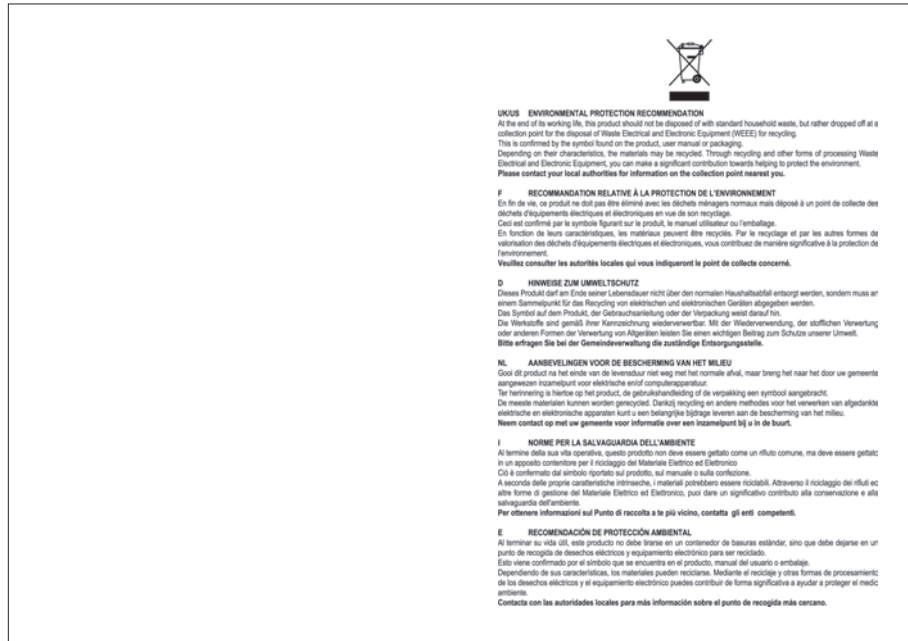 UK/US ENVIRONMENTAL PROTECTION RECOMMENDATION
At the end of its working life, this product should not be disposed of with standard household waste, but rather dropped off at a
collection point for the disposal of Waste Electrical and Electronic Equipment (WEEE) for recycling.
This is confirmed by the symbol found on the product, user manual or packaging.
Depending on their characteristics, the materials may be recycled. Through recycling and other forms of processing Waste
Electrical and Electronic Equipment, you can make a significant contribution towards helping to protect the environment.
Please contact your local authorities for information on the collection point nearest you.
F RECOMMANDATION RELATIVE À LA PROTECTION DE L'ENVIRONNEMENT
En fin de vie, ce produit ne doit pas être éliminé avec les déchets ménagers normaux mais déposé à un point de collecte des
déchets d'équipements électriques et électroniques en vue de son recyclage.
Ceci est confirmé par le symbole figurant sur le produit, le manuel utilisateur ou l'emballage.
En fonction de leurs caractéristiques, les matériaux peuvent être recyclés. Par le recyclage et par les autres formes de
valorisation des déchets d'équipements électriques et électroniques, vous contribuez de manière significative à la protection de
l'environnement.
Veuillez consulter les autorités locales qui vous indiqueront le point de collecte concerné.
D HINWEISE ZUM UMWELTSCHUTZ
Dieses Produkt darf am Ende seiner Lebensdauer nicht über den normalen Haushaltsabfall entsorgt werden, sondern muss an
einem Sammelpunkt für das Recycling von elektrischen und elektronischen Geräten abgegeben werden.
Das Symbol auf dem Produkt, der Gebrauchsanleitung oder der Verpackung weist darauf hin.
Die Werkstoffe sind gemäß ihrer Kennzeichnung wiederverwertbar. Mit der Wiederverwendung, der stofflichen Verwertung
oder anderen Formen der Verwertung von Altgeräten leisten Sie einen wichtigen Beitrag zum Schutze unserer Umwelt.
Bitte erfragen Sie bei der Gemeindeverwaltung die zuständige Entsorgungsstelle.
NL AANBEVELINGEN VOOR DE BESCHERMING VAN HET MILIEU
Gooi dit product na het einde van de levensduur niet weg met het normale afval, maar breng het naar het door uw gemeente
aangewezen inzamelpunt voor elektrische en/of computerapparatuur.
Ter herinnering is hiertoe op het product, de gebruikshandleiding of de verpakking een symbool aangebracht.
De meeste materialen kunnen worden gerecycled. Dankzij recycling en andere methodes voor het verwerken van afgedankte
elektrische en elektronische apparaten kunt u een belangrijke bijdrage leveren aan de bescherming van het milieu.
Neem contact op met uw gemeente voor informatie over een inzamelpunt bij u in de buurt.
I NORME PER LA SALVAGUARDIA DELL'AMBIENTE
Al termine della sua vita operativa, questo prodotto non deve essere gettato come un rifiuto comune, ma deve essere gettato
in un apposito contenitore per il riciclaggio del Materiale Elettrico ed Elettronico
Ciò è confermato dal simbolo riportato sul prodotto, sul manuale o sulla confezione.
A seconda delle proprie caratteristiche intrinseche, i materiali potrebbero essere riciclabili. Attraverso il riciclaggio dei rifiuti ed
altre forme di gestione del Materiale Elettrico ed Elettronico, puoi dare un significativo contributo alla conservazione e alla
salvaguardia dell'ambiente.
Per ottenere informazioni sul Punto di raccolta a te più vicino, contatta gli enti competenti.
E RECOMENDACIÓN DE PROTECCIÓN AMBIENTAL
Al terminar su vida útil, este producto no debe tirarse en un contenedor de basuras estándar, sino que debe dejarse en un
punto de recogida de desechos eléctricos y equipamiento electrónico para ser reciclado.
Esto viene confirmado por el símbolo que se encuentra en el producto, manual del usuario o embalaje.
Dependiendo de sus características, los materiales pueden reciclarse. Mediante el reciclaje y otras formas de procesamiento
de los desechos eléctricos y el equipamiento electrónico puedes contribuir de forma significativa a ayudar a proteger el medio
ambiente.
Contacta con las autoridades locales para más información sobre el punto de recogida más cercano.